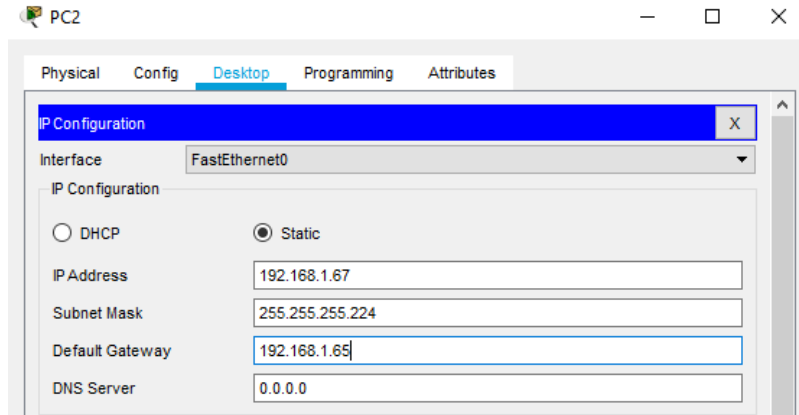 PC2
Physical Config Desktop Programming Attributes
IP Configuration X
Interface FastEthernet0
IP Configuration
DHCP Static
IP Address 192.168.1.67
Subnet Mask 255.255.255.224
Default Gateway 192.168.1.65
DNS Server 0.0.0.0